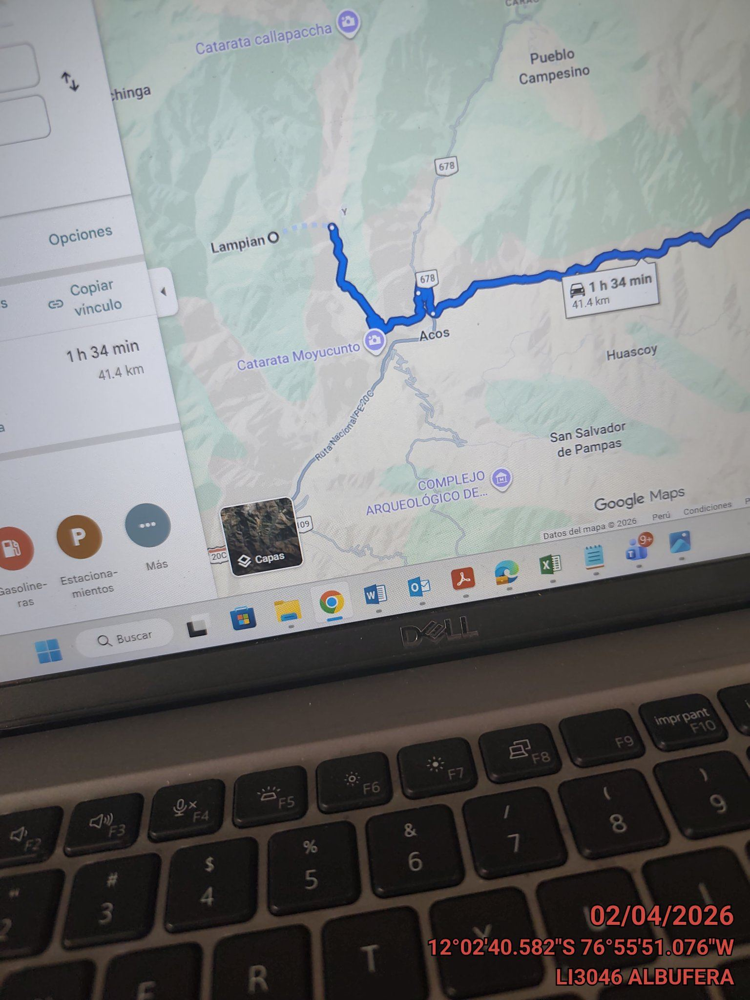 CARAC
Catarata callapaccha
Pueblo
Campesino
chinga
678
Y
Lampian
Opciones
678
1 h 34 min
41.4 km
s
Copiar
vínculo
Acos
Catarata Moyucunto
Huascoy
1 h 34 min
41.4 km
Ruta Nacional PE-20C
a
San Salvador
de Pampas
COMPLEJO
ARQUEOLÓGICO DE...
Google Maps
109
20C
Datos del mapa © 2026
Perú
Condiciones
P
Capas
P
Gasoline-
ras
Estaciona-
mientos
Más
9+
Buscar
DELL
impr pant
F10
F9
F8
F7
F6
F5
F4
F3
F2
)
9
(
8
/
7
&
6
%
5
$
4
#
3
"
2
E
R
T
Y
U
I
02/04/2026
12°02'40.582"S 76°55'51.076"W
LI3046 ALBUFERA